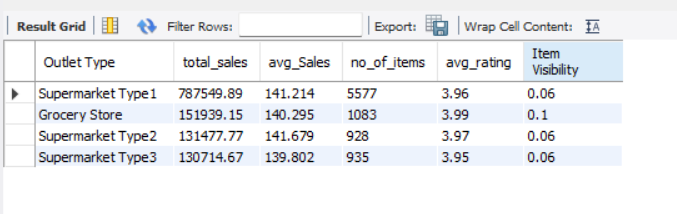 Result Grid Filter Rows: Export: Wrap Cell Content:
Outlet Type total_sales avg_Sales no_of_items avg_rating Item Visibility
Supermarket Type1 787549.89 141.214 5577 3.96 0.06
Grocery Store 151939.15 140.295 1083 3.99 0.1
Supermarket Type2 131477.77 141.679 928 3.97 0.06
Supermarket Type3 130714.67 139.802 935 3.95 0.06